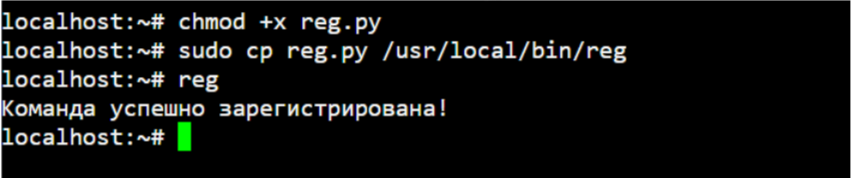 localhost:~# chmod +x reg.py
localhost:~# sudo cp reg.py /usr/local/bin/reg
localhost:~# reg
Команда успешно зарегистрирована!
localhost:~#